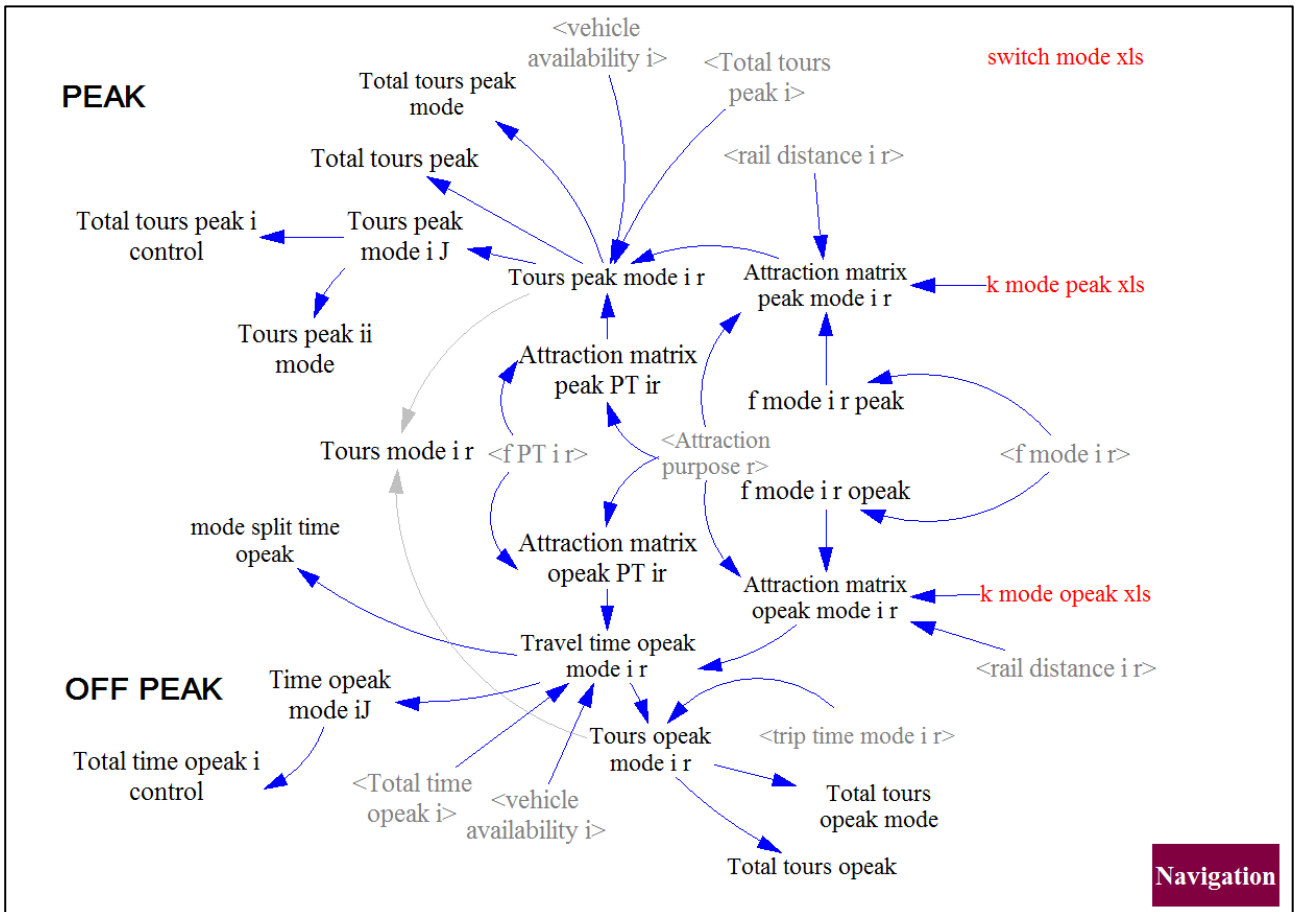 <vehicle
availability i>
switch mode xls
<Total tours
peak i>
Total tours peak
mode
PEAK
Total tours peak
<rail distance i r>
Total tours peak i
control
Tours peak
mode i J
Tours peak mode i r
Attraction matrix
peak mode i r
k mode peak xls
Tours peak ii
mode
Attraction matrix
peak PT ir
f mode i r peak
Tours mode i r
<f PT i r>
<Attraction
purpose r>
<f mode i r>
f mode i r opeak
mode split time
opeak
Attraction matrix
opeak PT ir
Attraction matrix
opeak mode i r
k mode opeak xls
Travel time opeak
mode i r
<rail distance i r>
OFF PEAK
Time opeak
mode iJ
Tours opeak
mode i r
<trip time mode i r>
Total time opeak i
control
<Total time
opeak i>
<vehicle
availability i>
Total tours
opeak mode
Total tours opeak
Navigation